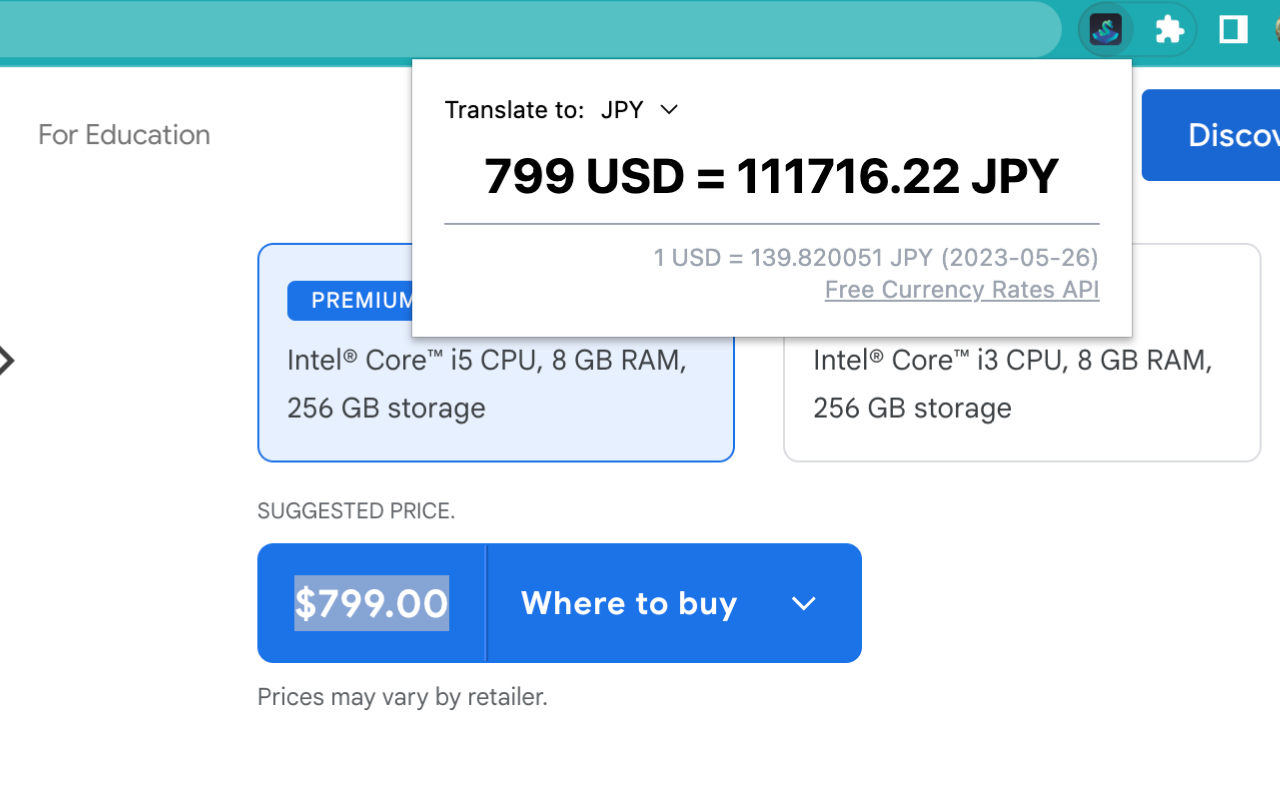 For Education
Translate to: JPY
Discov
799 USD = 111716.22 JPY
1 USD = 139.820051 JPY (2023-05-26)
Free Currency Rates API
PREMIUM
Intel® Core™ i5 CPU, 8 GB RAM,
256 GB storage
Intel® Core™ i3 CPU, 8 GB RAM,
256 GB storage
SUGGESTED PRICE.
$799.00 Where to buy
Prices may vary by retailer.